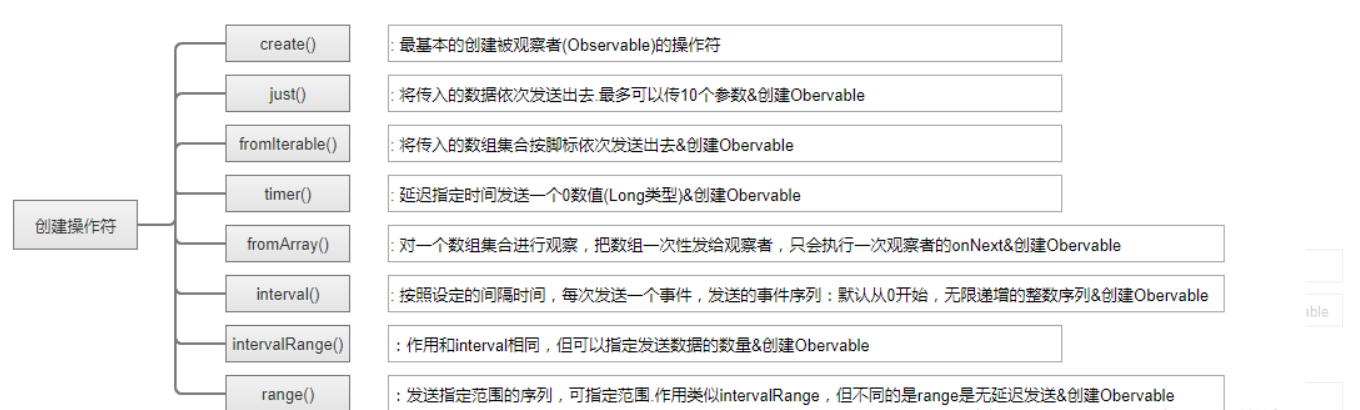 create()
: 最基本的创建被观察者(Observable)的操作符
just()
: 将传入的数据依次发送出去.最多可以传10个参数&创建Obervable
fromIterable()
: 将传入的数组集合按脚标依次发送出去&创建Obervable
timer()
: 延迟指定时间发送一个0数值(Long类型)&创建Obervable
创建操作符
fromArray()
: 对一个数组集合进行观察，把数组一次性发给观察者，只会执行一次观察者的onNext&创建Obervable
interval()
: 按照设定的间隔时间，每次发送一个事件，发送的事件序列：默认从0开始，无限递增的整数序列&创建Obervable
able
intervalRange()
：作用和interval相同，但可以指定发送数据的数量&创建Obervable
range()
：发送指定范围的序列，可指定范围.作用类似intervalRange，但不同的是range是无延迟发送&创建Obervable